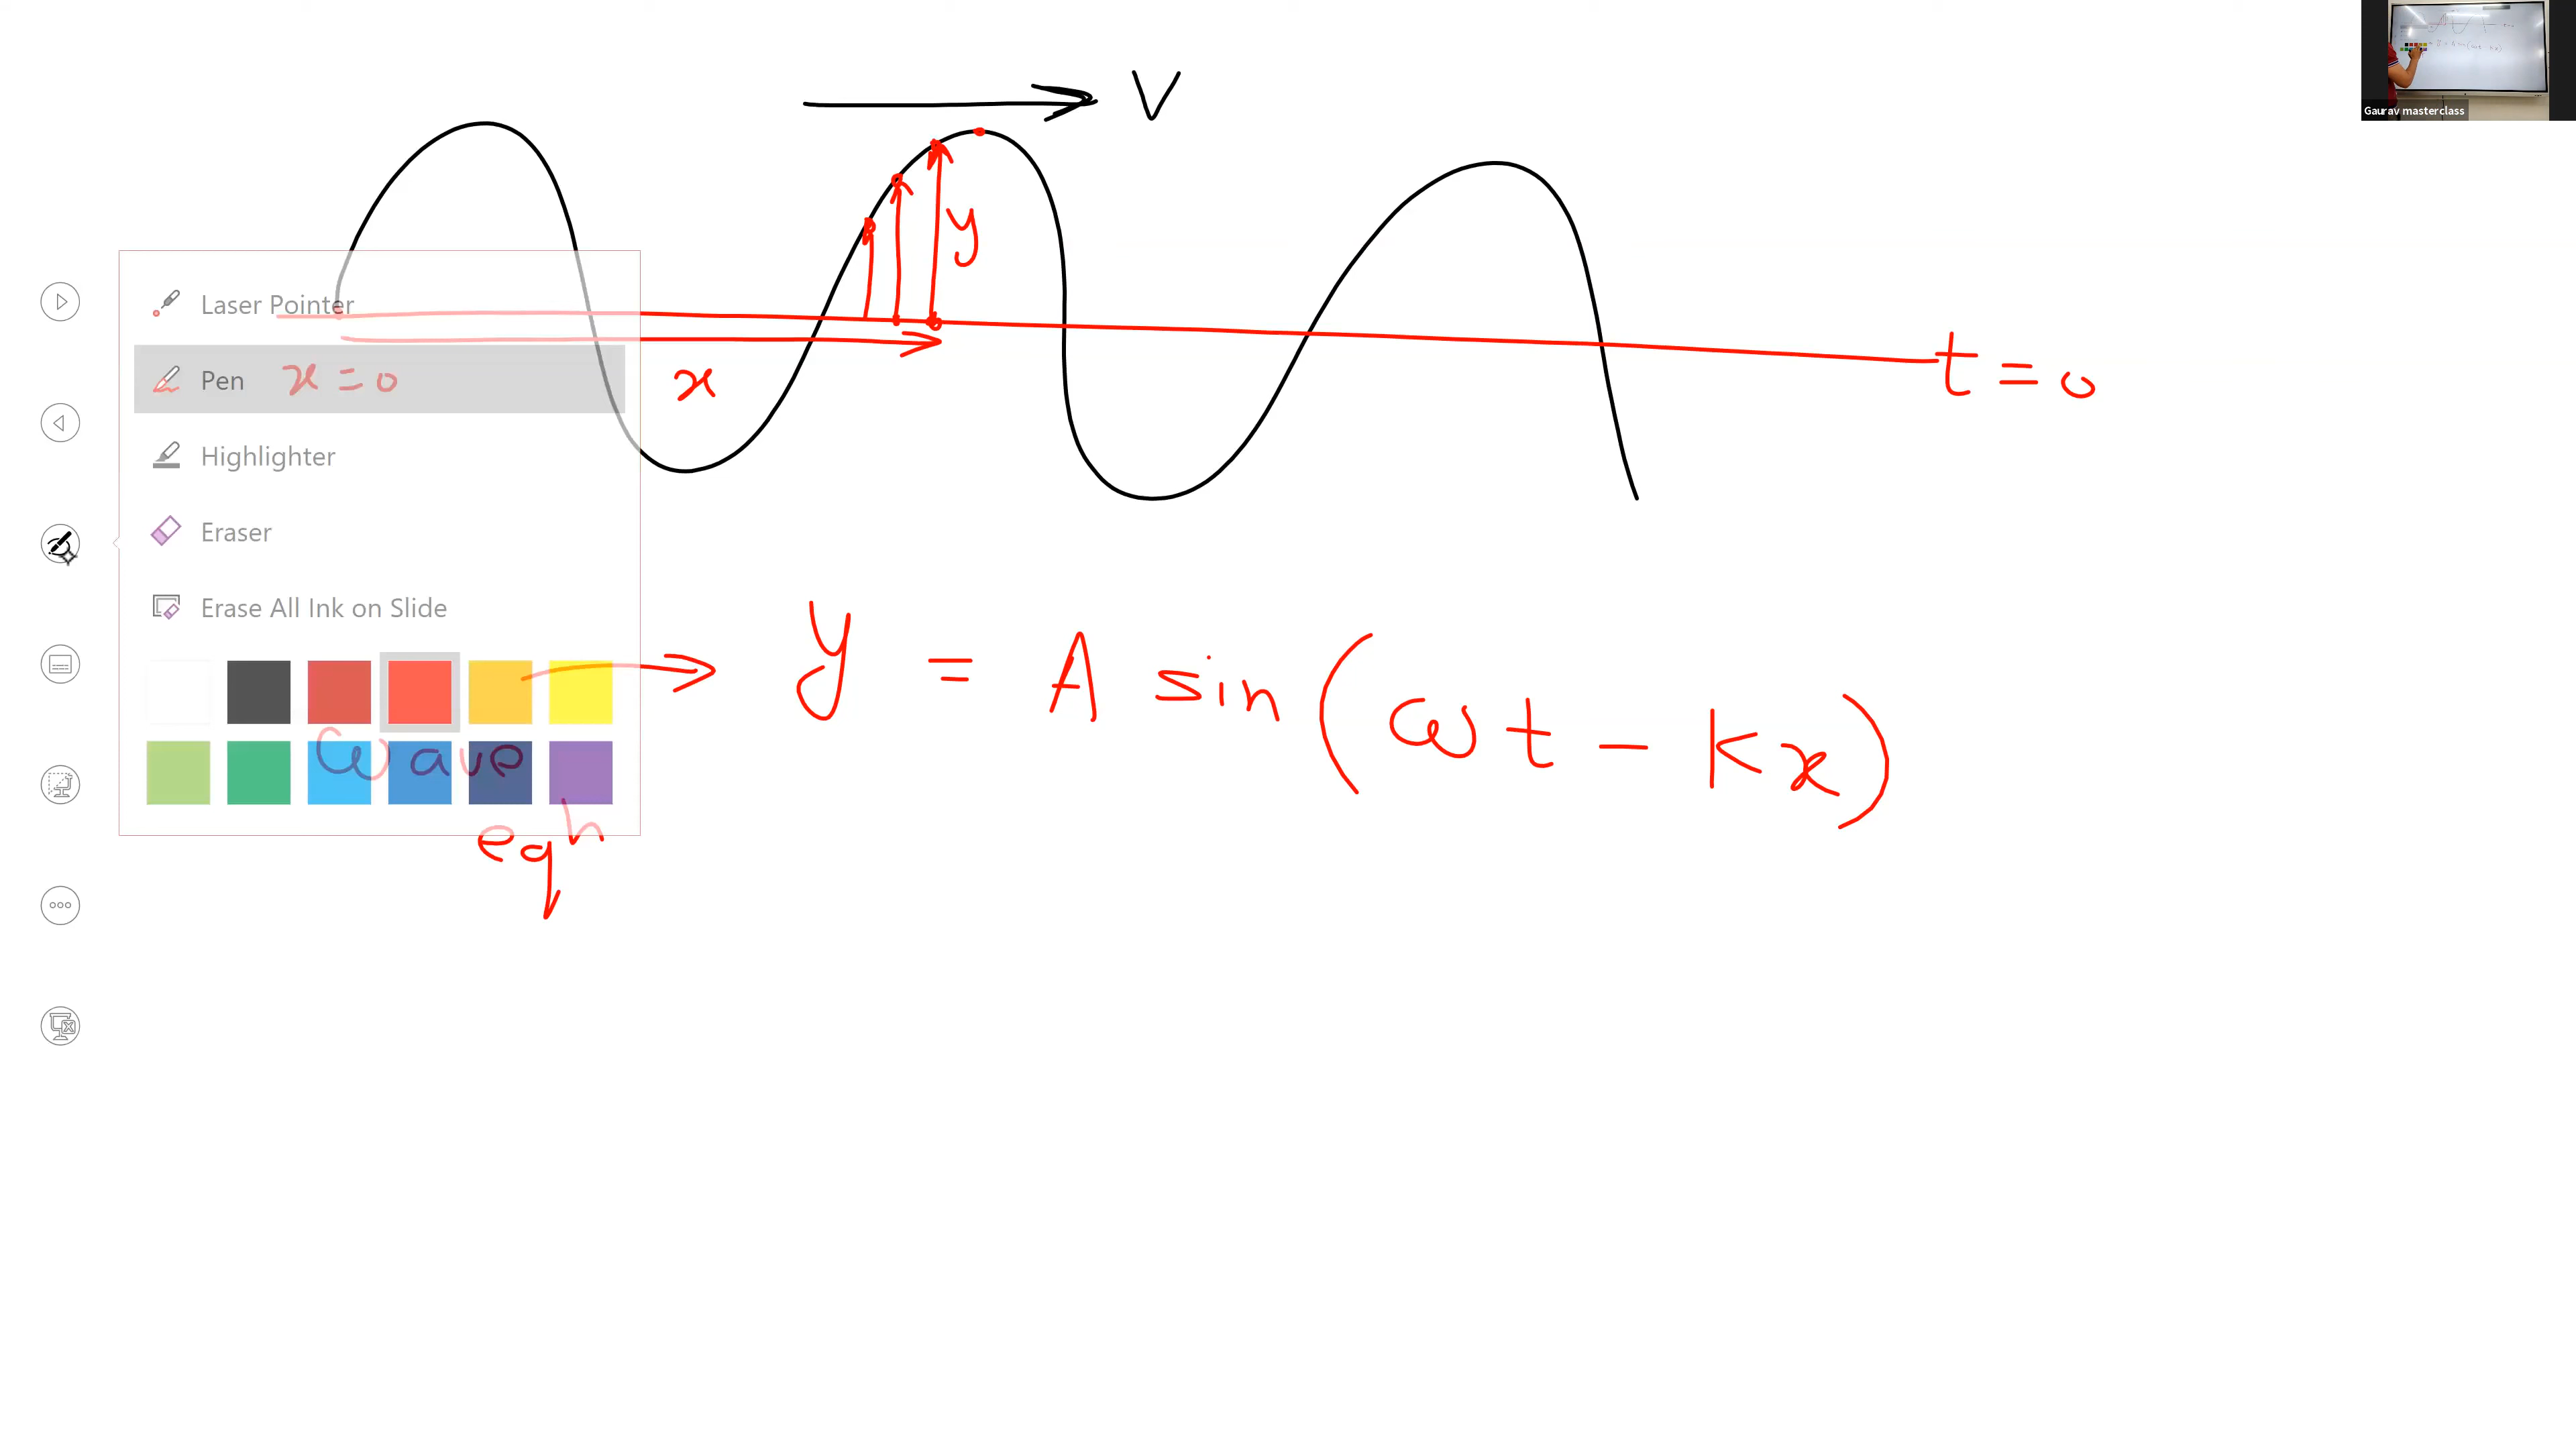 V
Gaurav masterclass
y
Laser Pointer
t = 0
Pen
x = 0
x
Highlighter
Eraser
Erase All Ink on Slide
y = A sin (ωt - Kx)
wave
eqn